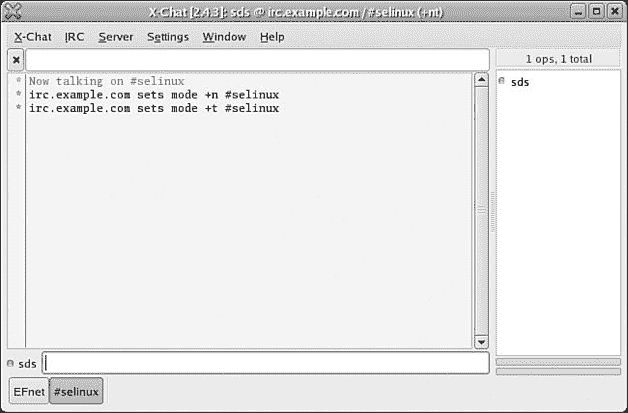 X-Chat [2.4.3]: sds @ irc.example.com / #selinux (+nt)
X-Chat IRC Server Settings Window Help
1 ops, 1 total
* Now talking on #selinux
* irc.example.com sets mode +n #selinux
* irc.example.com sets mode +t #selinux
sds
sds
EFnet #selinux